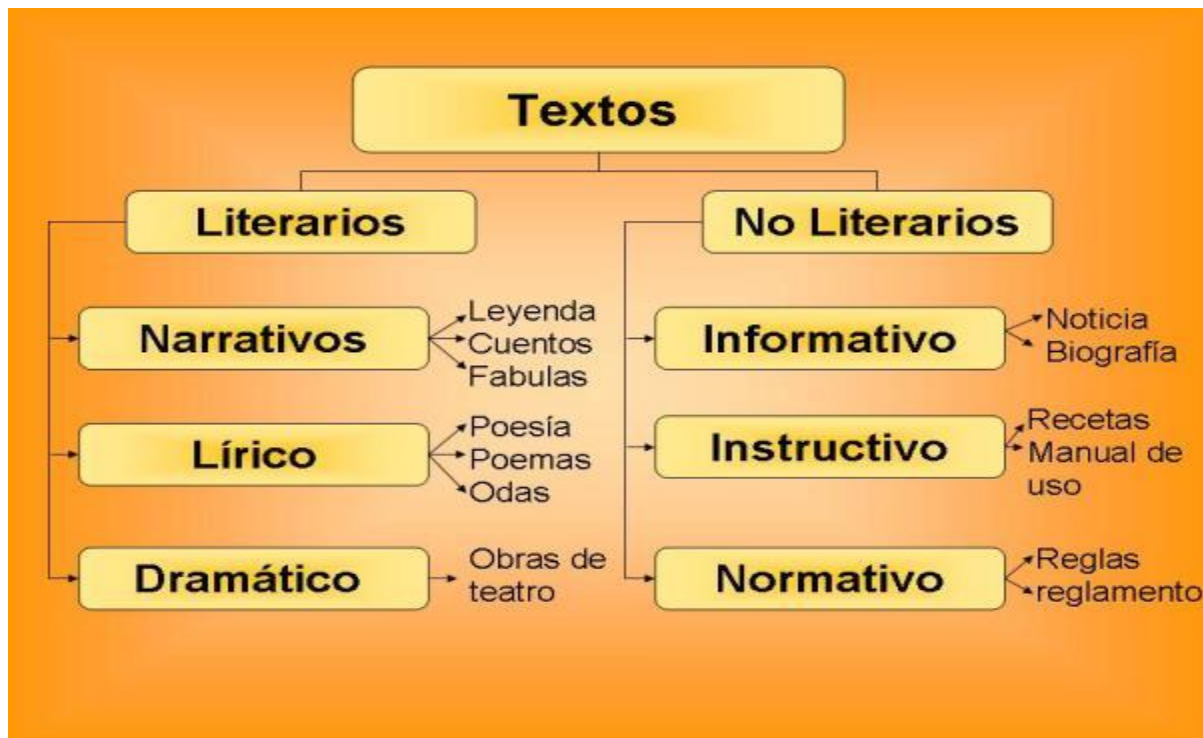 Textos
Literarios
Narrativos
Leyenda
Cuentos
Fabulas
Lírico
Poesía
Poemas
Odas
Dramático
Obras de
teatro
No Literarios
Informativo
Noticia
Biografía
Instructivo
Recetas
Manual de
uso
Normativo
Reglas
reglamento